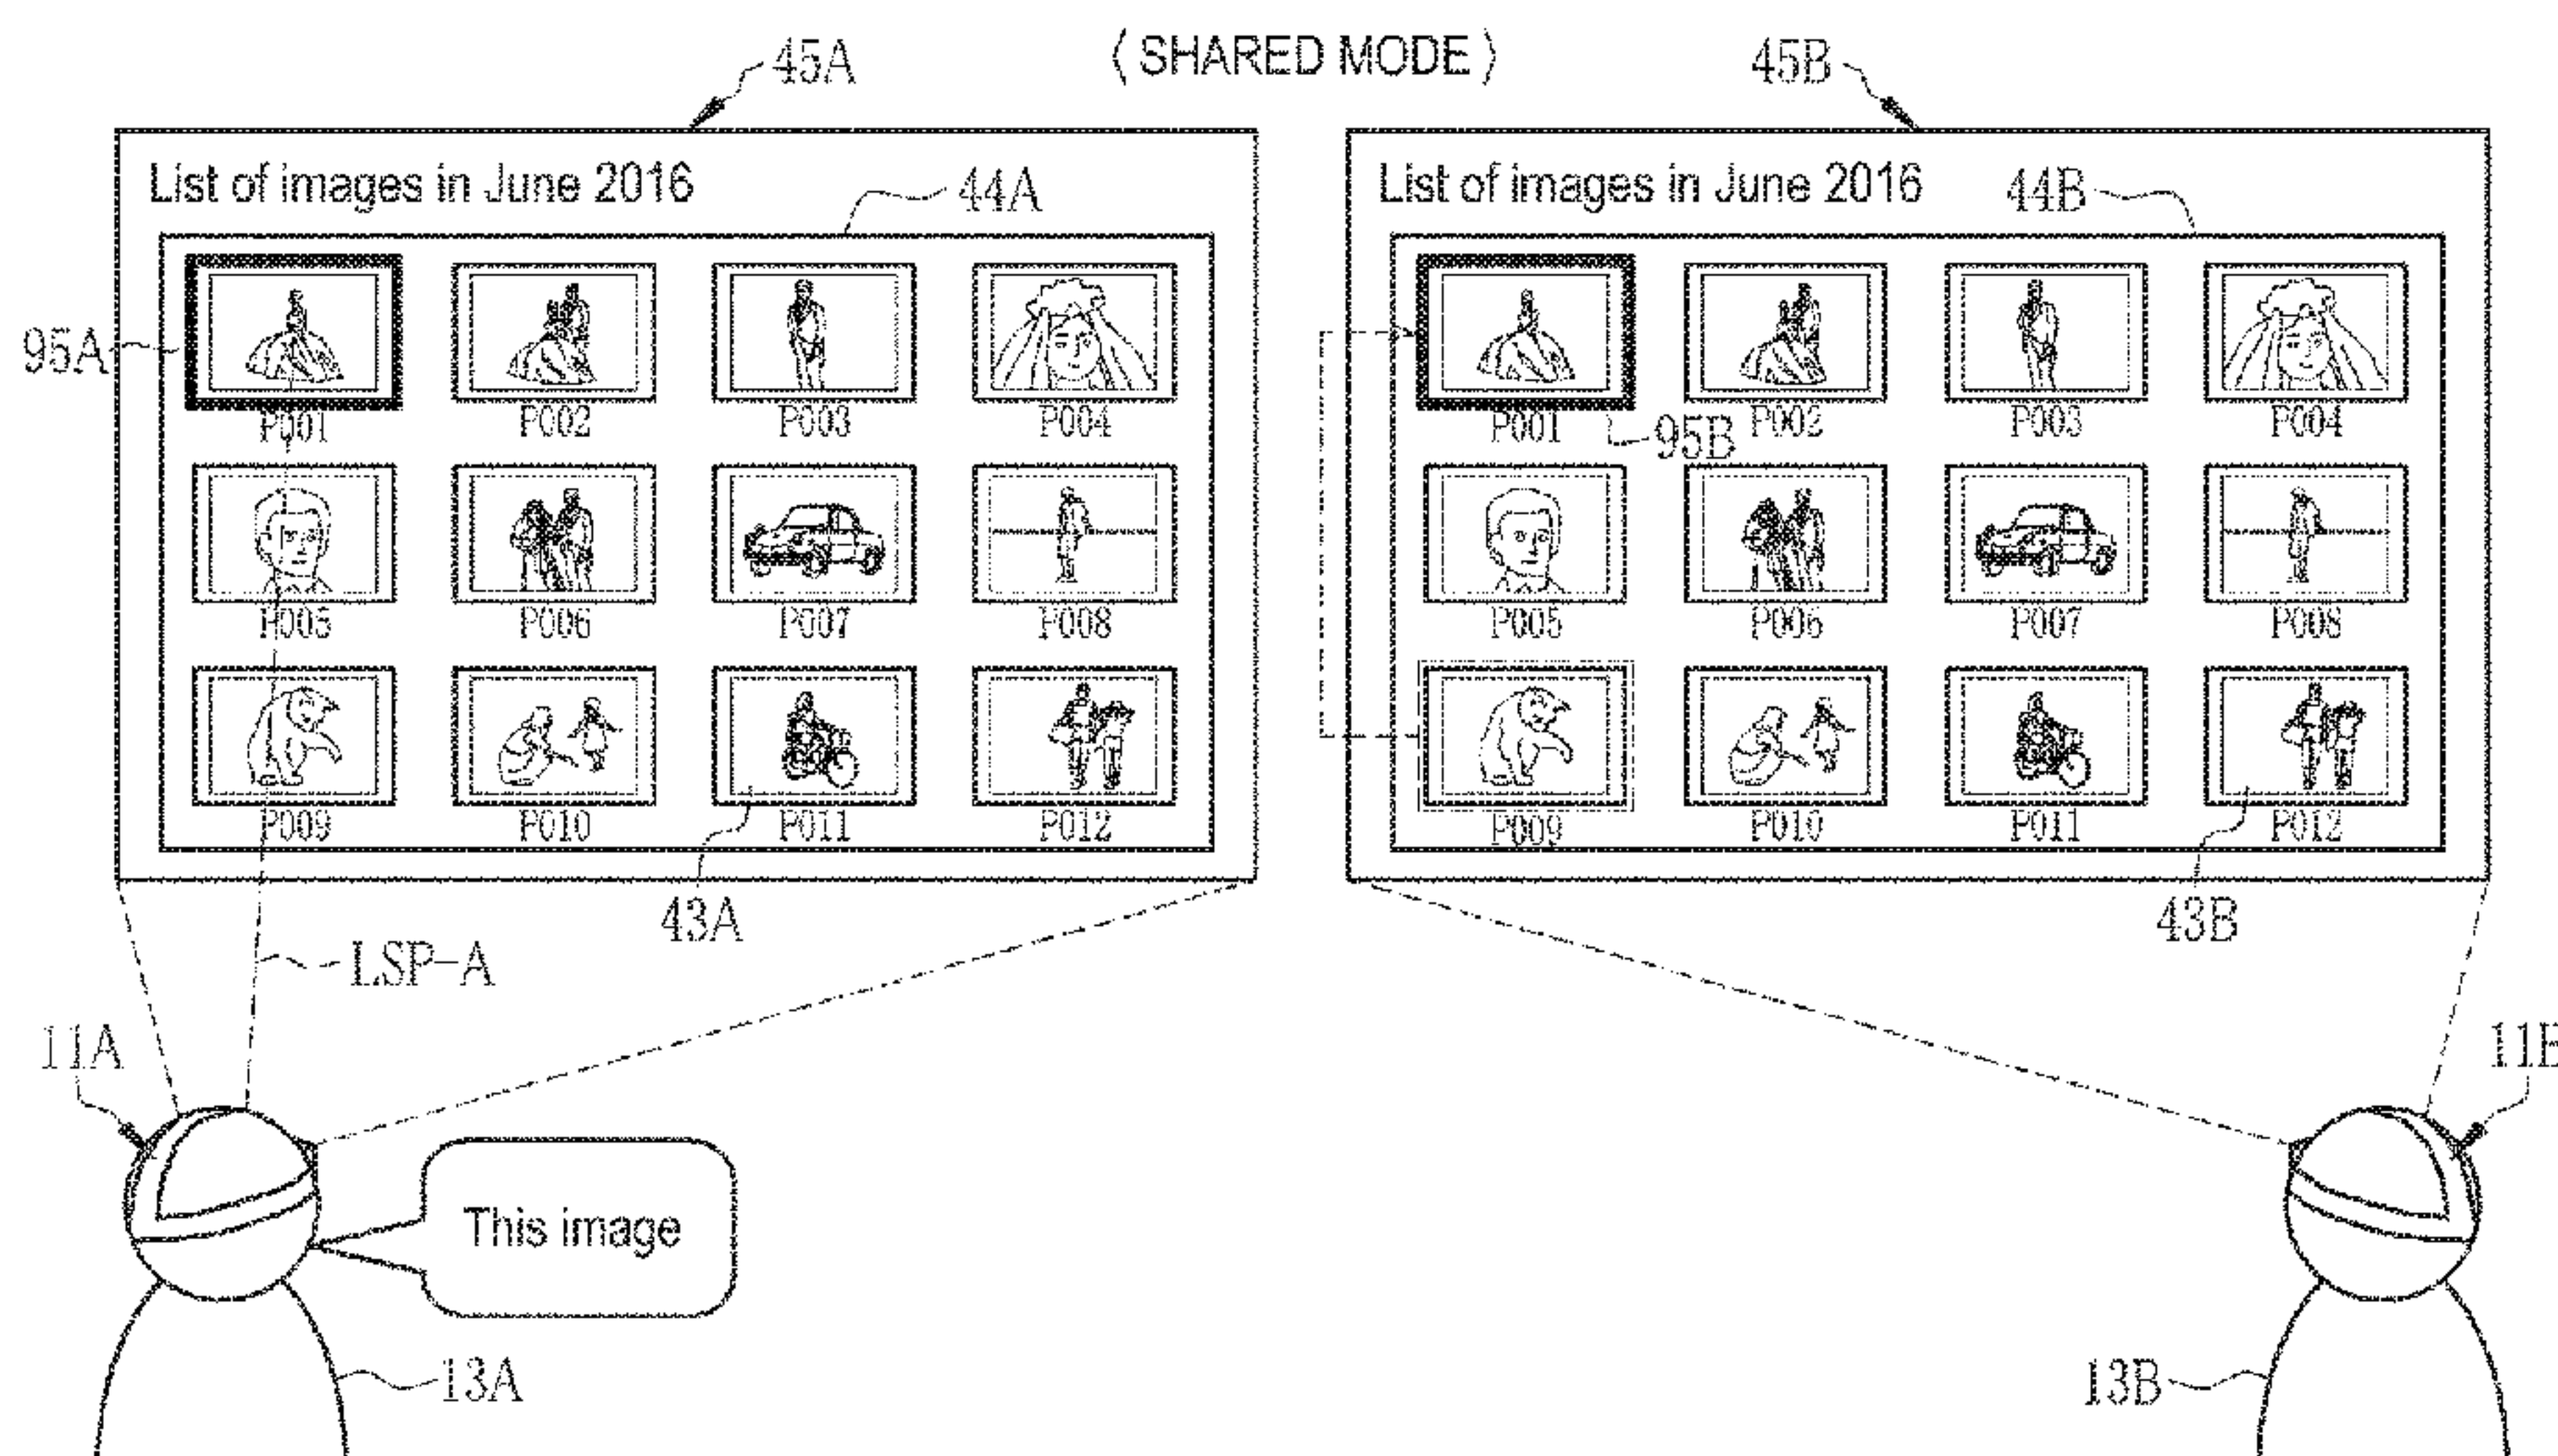 〈 SHARED MODE 〉
45A
45B
List of images in June 2016
44A
95A
P001
P002
P003
P004
P005
P006
P007
P008
P009
P010
P011
P012
43A
List of images in June 2016
44B
P001
95B
P002
P003
P004
P005
P006
P007
P008
P009
P010
P011
P012
43B
LSP-A
11A
11B
This image
13A
13B